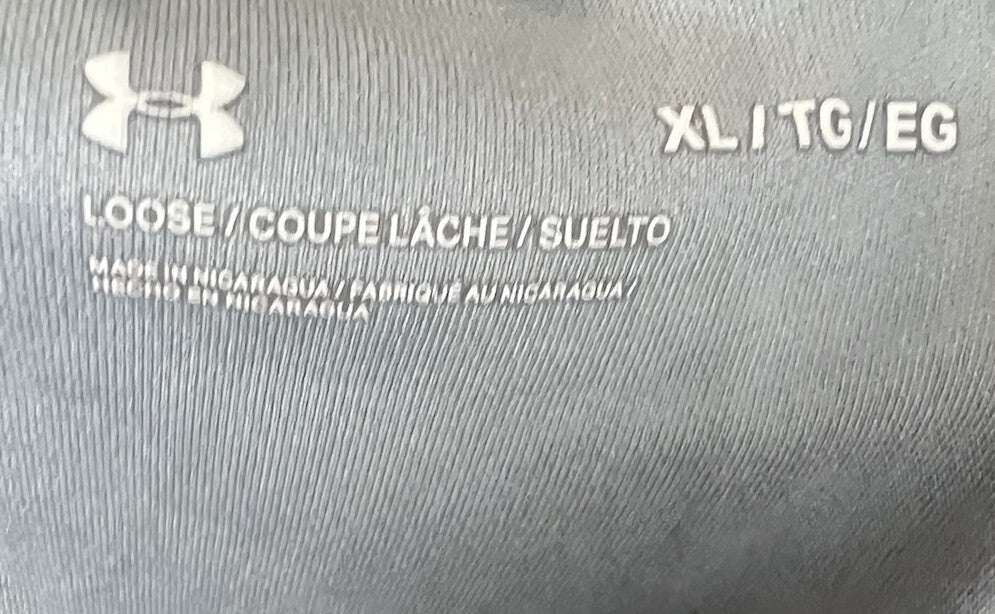 XL / TG / EG
LOOSE / COUPE LÂCHE / SUELTO
MADE IN NICARAGUA / FABRIQUÉ AU NICARAGUA /
HECHO EN NICARAGUA